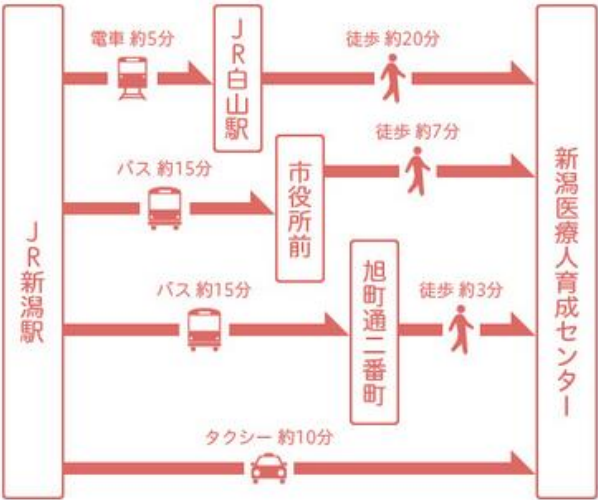 JR新潟駅
電車 約5分
JR白山駅
徒歩 約20分
バス 約15分
市役所前
徒歩 約7分
バス 約15分
旭町通二番町
徒歩 約3分
タクシー 約10分
新潟医療人育成センター